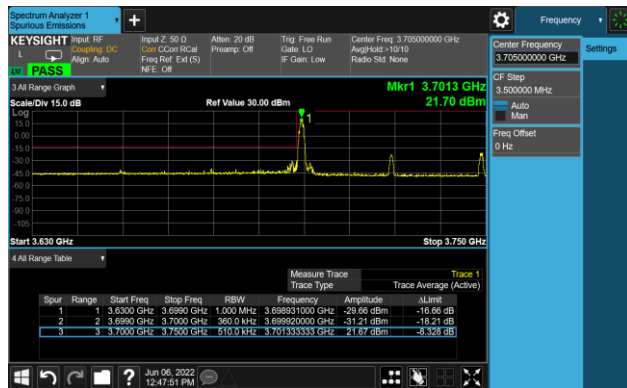 Spectrum Analyzer 1
Spurious Emissions
Frequency
KEYSIGHT Input: RF Input Z: 50 Ω Atten: 20 dB Trig: Free Run Center Freq: 3.705000000 GHz
L Coupling: DC Corr CCorr RCal Preamp: Off Gate: LO Avg|Hold:>10/10
Align: Auto Freq Ref: Ext (S) IF Gain: Low Radio Std: None
NFE: Off
LV PASS
Center Frequency
3.705000000 GHz
Settings
CF Step
3.500000 MHz
Auto
Man
Freq Offset
0 Hz
3 All Range Graph
Mkr1 3.7013 GHz
Scale/Div 15.0 dB Ref Value 30.00 dBm 21.70 dBm
Log
15.0
0.00
-15.0
-30.0
-45.0
-60.0
-75.0
-90.0
-105
1
Start 3.630 GHz Stop 3.750 GHz
4 All Range Table
Measure Trace Trace 1
Trace Type Trace Average (Active)
Spur Range Start Freq Stop Freq RBW Frequency Amplitude ΔLimit
1 1 3.6300 GHz 3.6990 GHz 1.000 MHz 3.698931000 GHz -29.66 dBm -16.66 dB
2 2 3.6990 GHz 3.7000 GHz 360.0 kHz 3.699920000 GHz -31.21 dBm -18.21 dB
3 3 3.7000 GHz 3.7500 GHz 510.0 kHz 3.701333333 GHz 21.67 dBm -8.328 dB
? Jun 06, 2022
12:47:51 PM